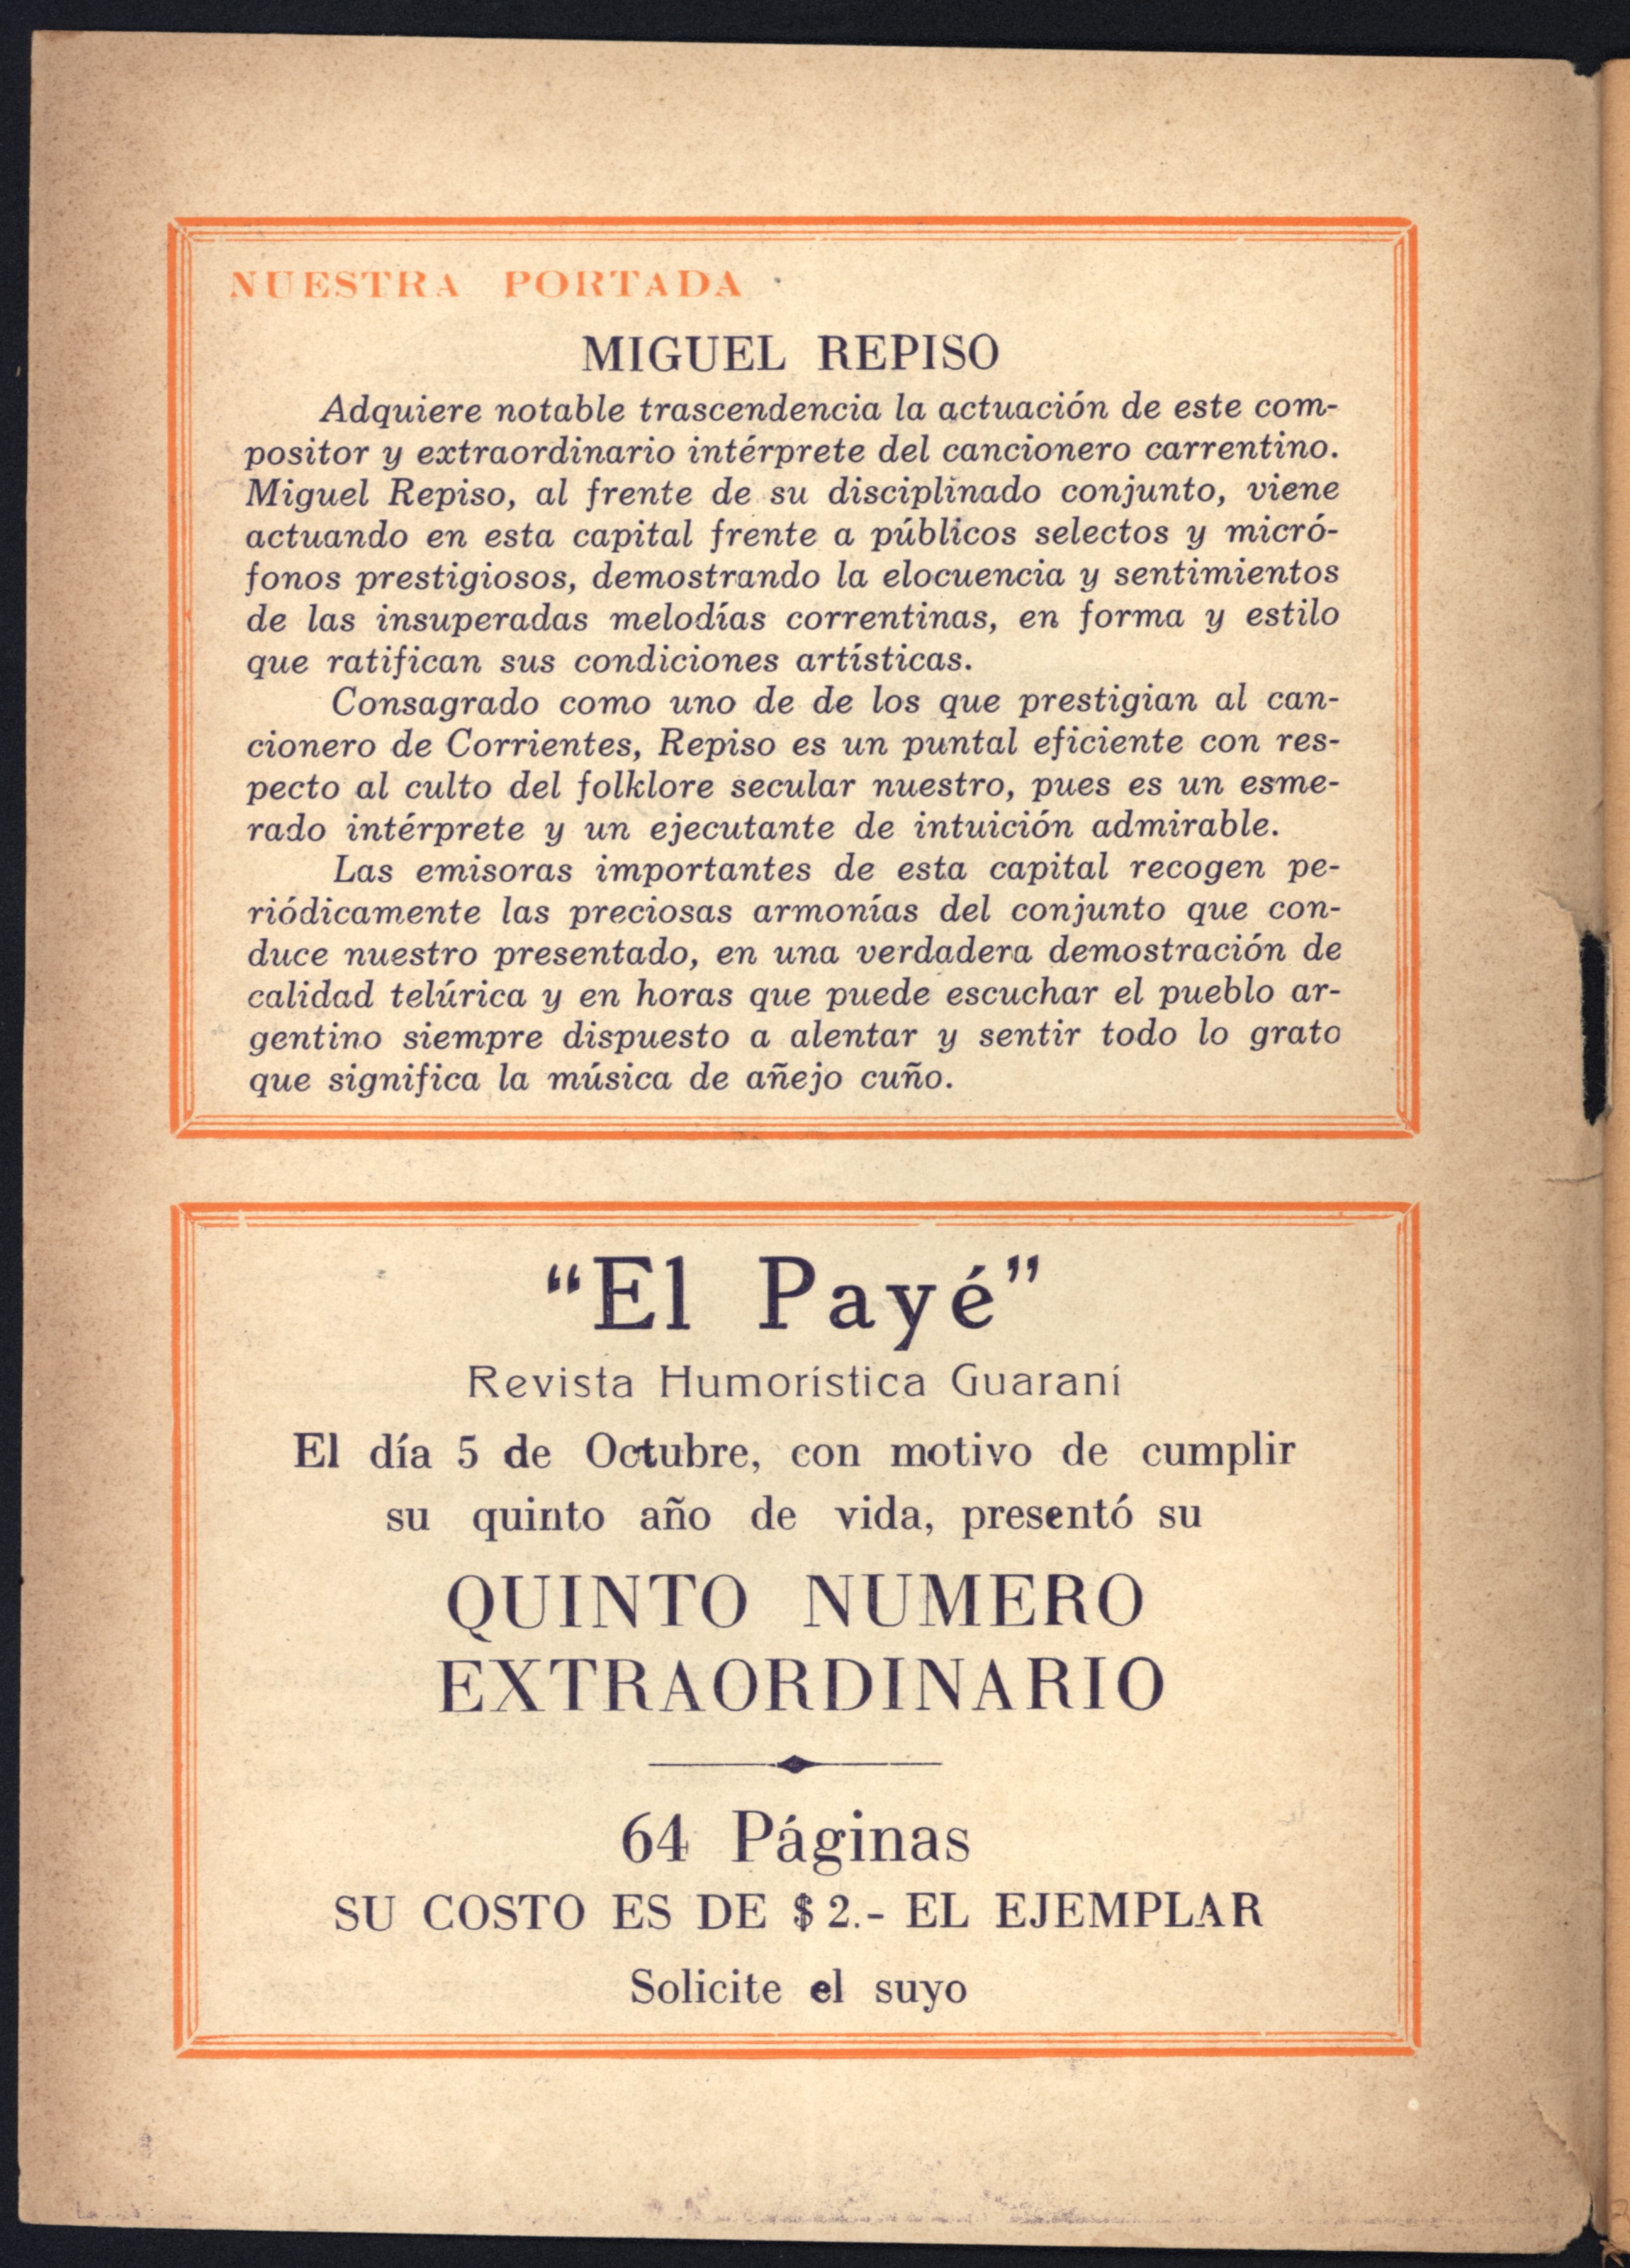 NUESTRA PORTADA
MIGUEL REPISO
Adquiere notable trascendencia la actuación de este com-
positor y extraordinario intérprete del cancionero carrentino.
Miguel Repiso, al frente de su disciplinado conjunto, viene
actuando en esta capital frente a públicos selectos y micró-
fonos prestigiosos, demostrando la elocuencia y sentimientos
de las insuperadas melodías correntinas, en forma y estilo
que ratifican sus condiciones artísticas.
Consagrado como uno de de los que prestigian al can-
cionero de Corrientes, Repiso es un puntal eficiente con res-
pecto al culto del folklore secular nuestro, pues es un esme-
rado intérprete y un ejecutante de intuición admirable.
Las emisoras importantes de esta capital recogen pe-
riódicamente las preciosas armonías del conjunto que con-
duce nuestro presentado, en una verdadera demostración de
calidad telúrica y en horas que puede escuchar el pueblo ar-
gentino siempre dispuesto a alentar y sentir todo lo grato
que significa la música de añejo cuño.
“El Payé”
Revista Humorística Guaraní
El día 5 de Octubre, con motivo de cumplir
su quinto año de vida, presentó su
QUINTO NUMERO
EXTRAORDINARIO
64 Páginas
SU COSTO ES DE $ 2.- EL EJEMPLAR
Solicite el suyo